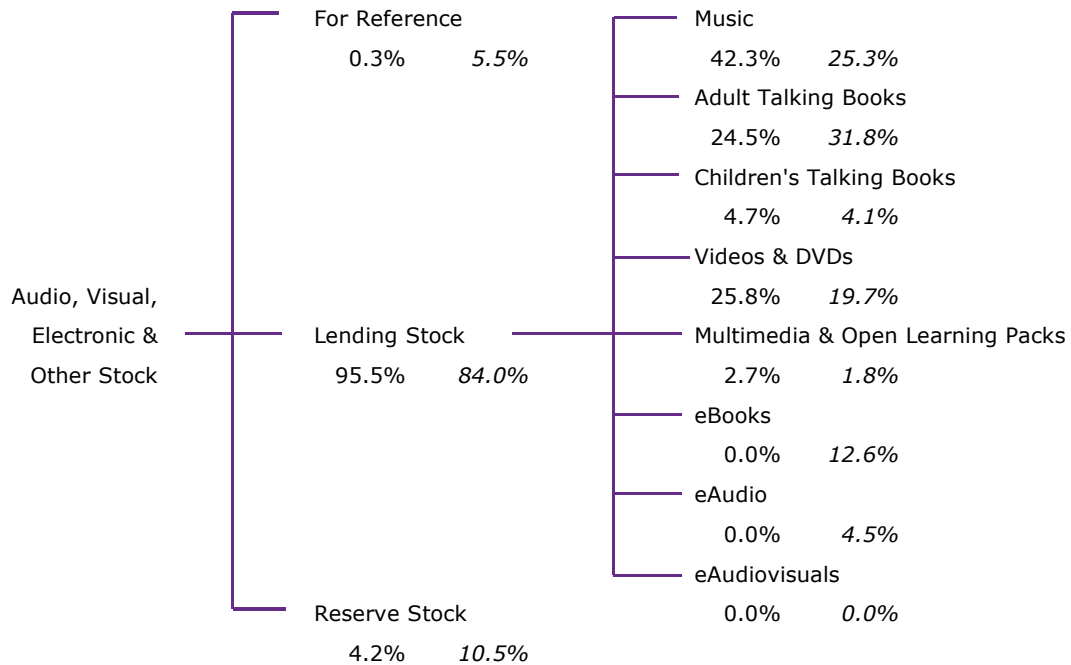 For Reference
0.3% 5.5%
Music
42.3% 25.3%
Adult Talking Books
24.5% 31.8%
Children's Talking Books
4.7% 4.1%
Videos & DVDs
25.8% 19.7%
Audio, Visual,
Electronic &
Other Stock
Lending Stock
95.5% 84.0%
Multimedia & Open Learning Packs
2.7% 1.8%
eBooks
0.0% 12.6%
eAudio
0.0% 4.5%
eAudiovisuals
0.0% 0.0%
Reserve Stock
4.2% 10.5%